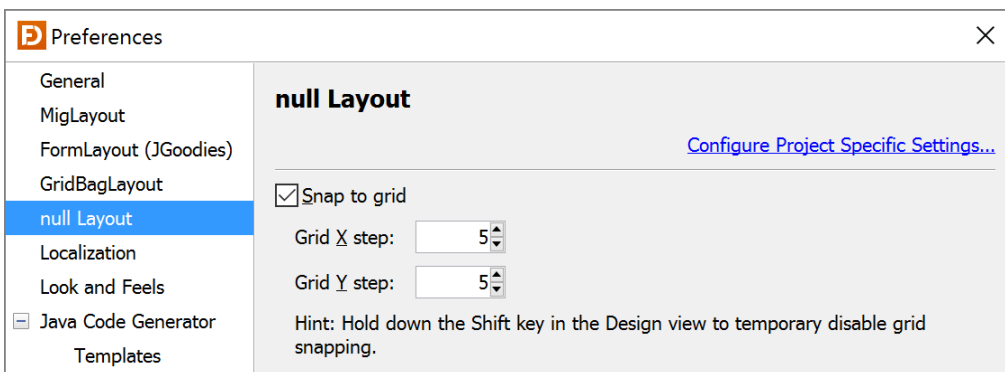 Preferences
General
MigLayout
FormLayout (JGoodies)
GridBagLayout
null Layout
Localization
Look and Feels
Java Code Generator
Templates
null Layout
Configure Project Specific Settings...
Snap to grid
Grid X step: 5
Grid Y step: 5
Hint: Hold down the Shift key in the Design view to temporary disable grid
snapping.